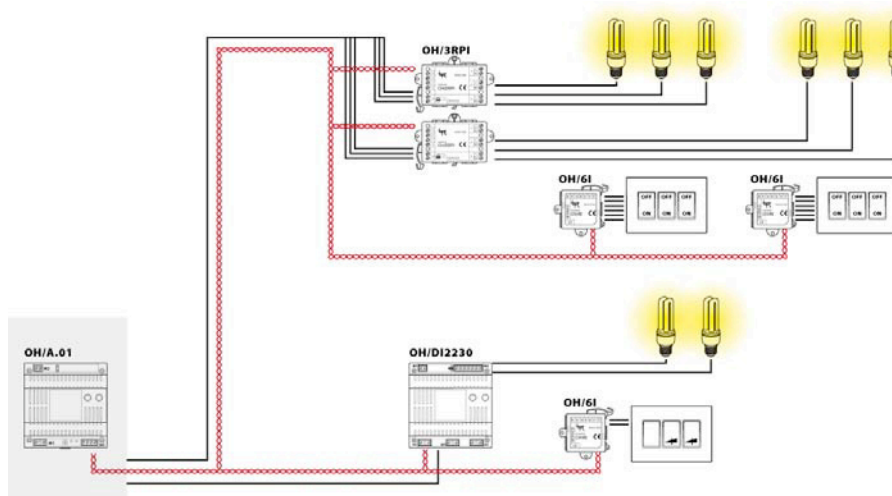 OH/3RPI
OH/6I
OH/6I
OFF OFF OFF
ON ON ON
OFF OFF OFF
ON ON ON
OH/A.01
OH/DI2230
OH/6I